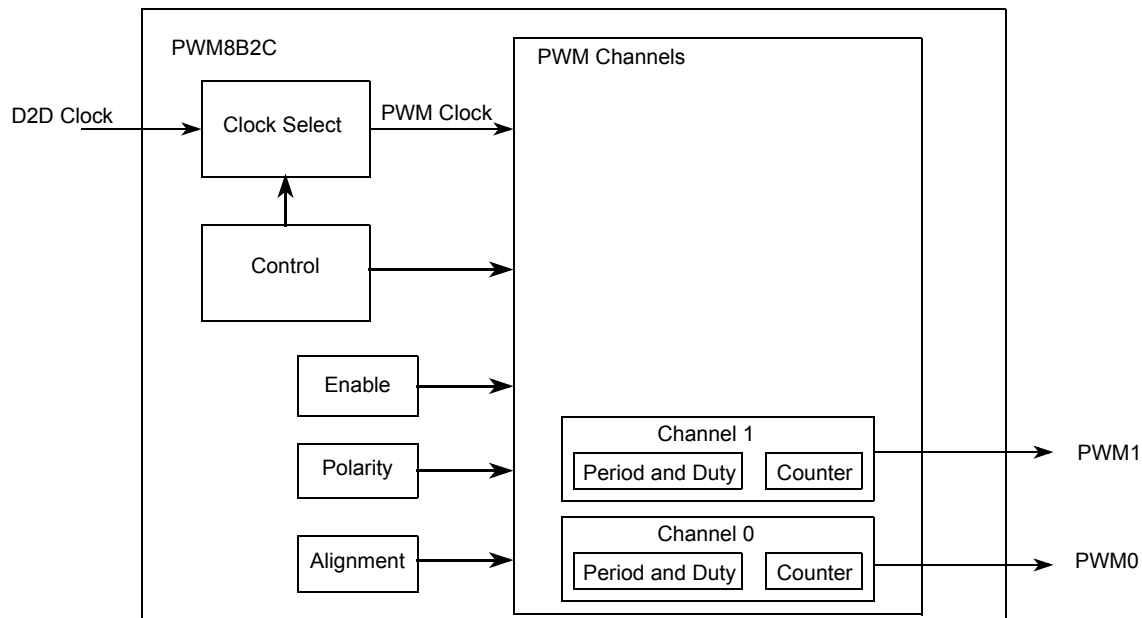 PWM8B2C
PWM Channels
D2D Clock
Clock Select
PWM Clock
Control
Enable
Channel 1
Period and Duty
Counter
PWM1
Polarity
Channel 0
Period and Duty
Counter
PWM0
Alignment